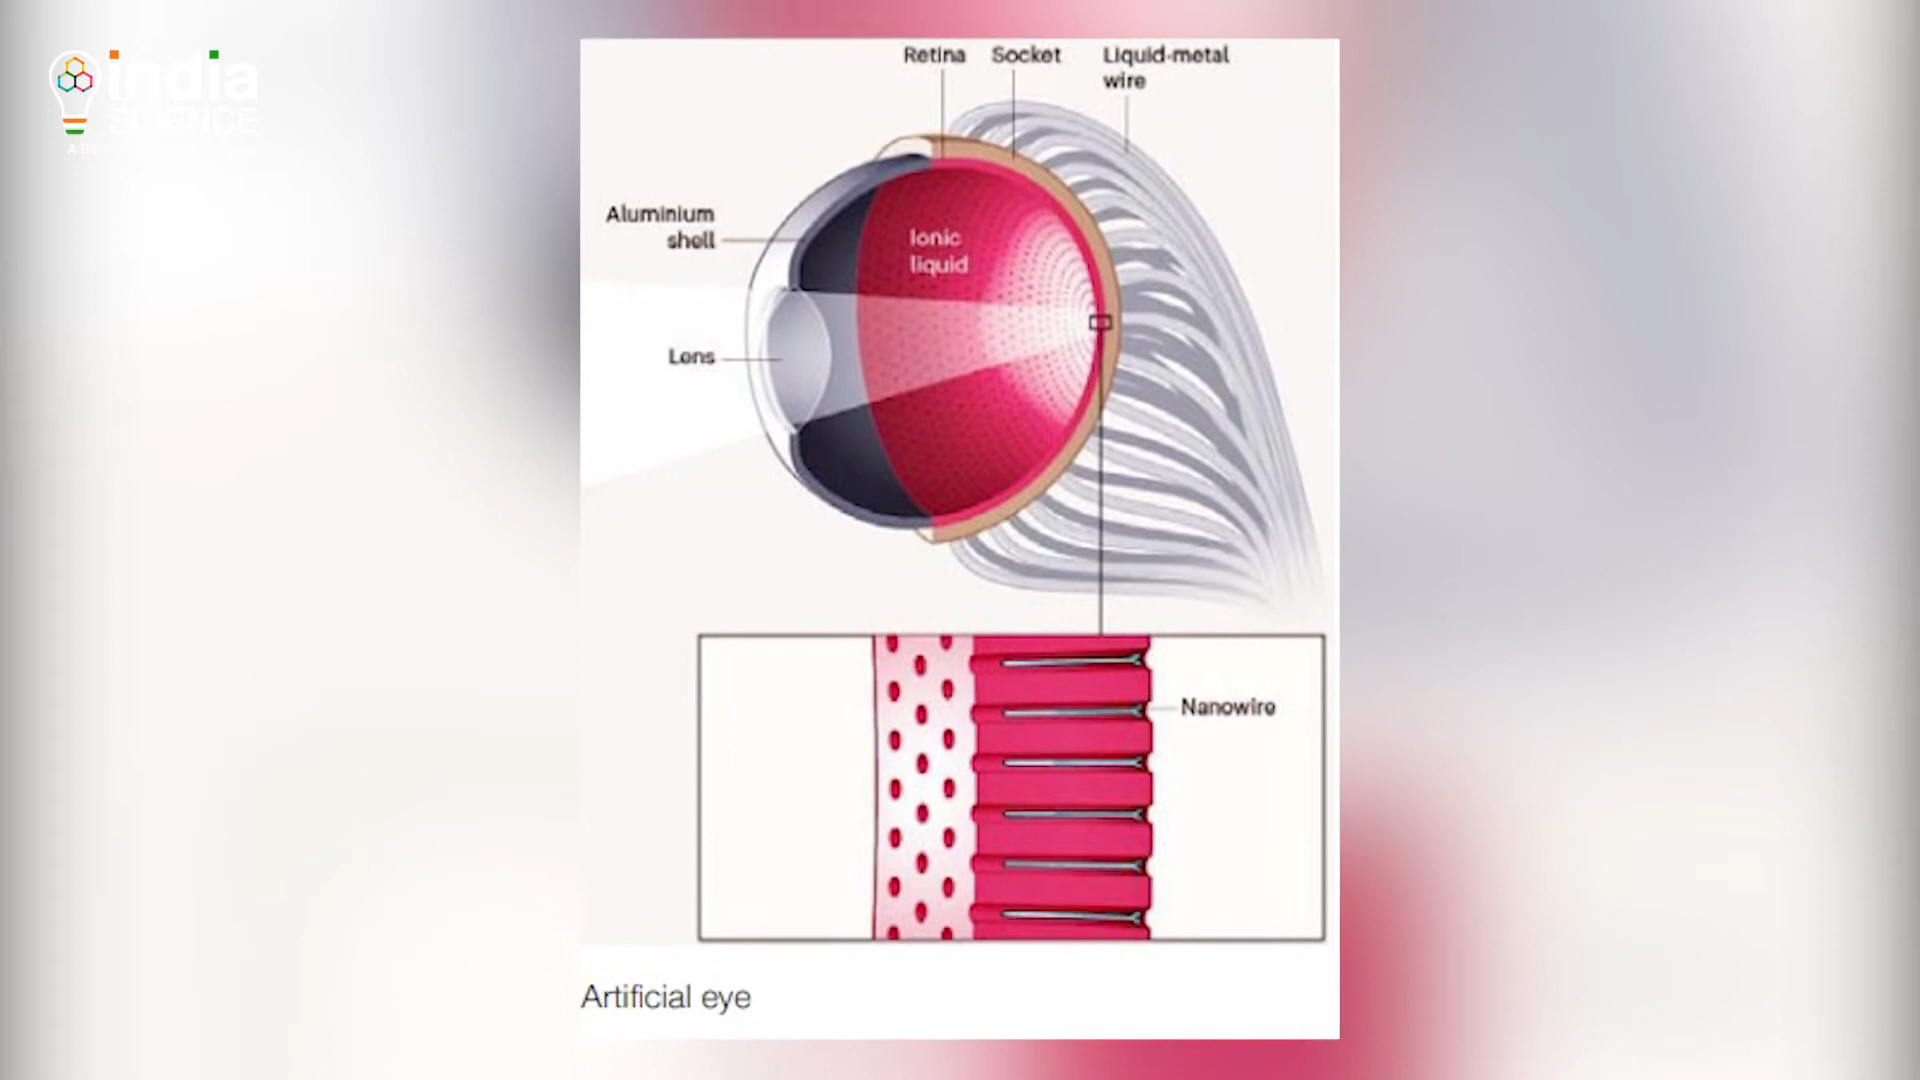 india
SCIENCE
Retina
Socket
Liquid-metal
wire
Aluminium
shell
Ionic
liquid
Lens
Nanowire
Artificial eye